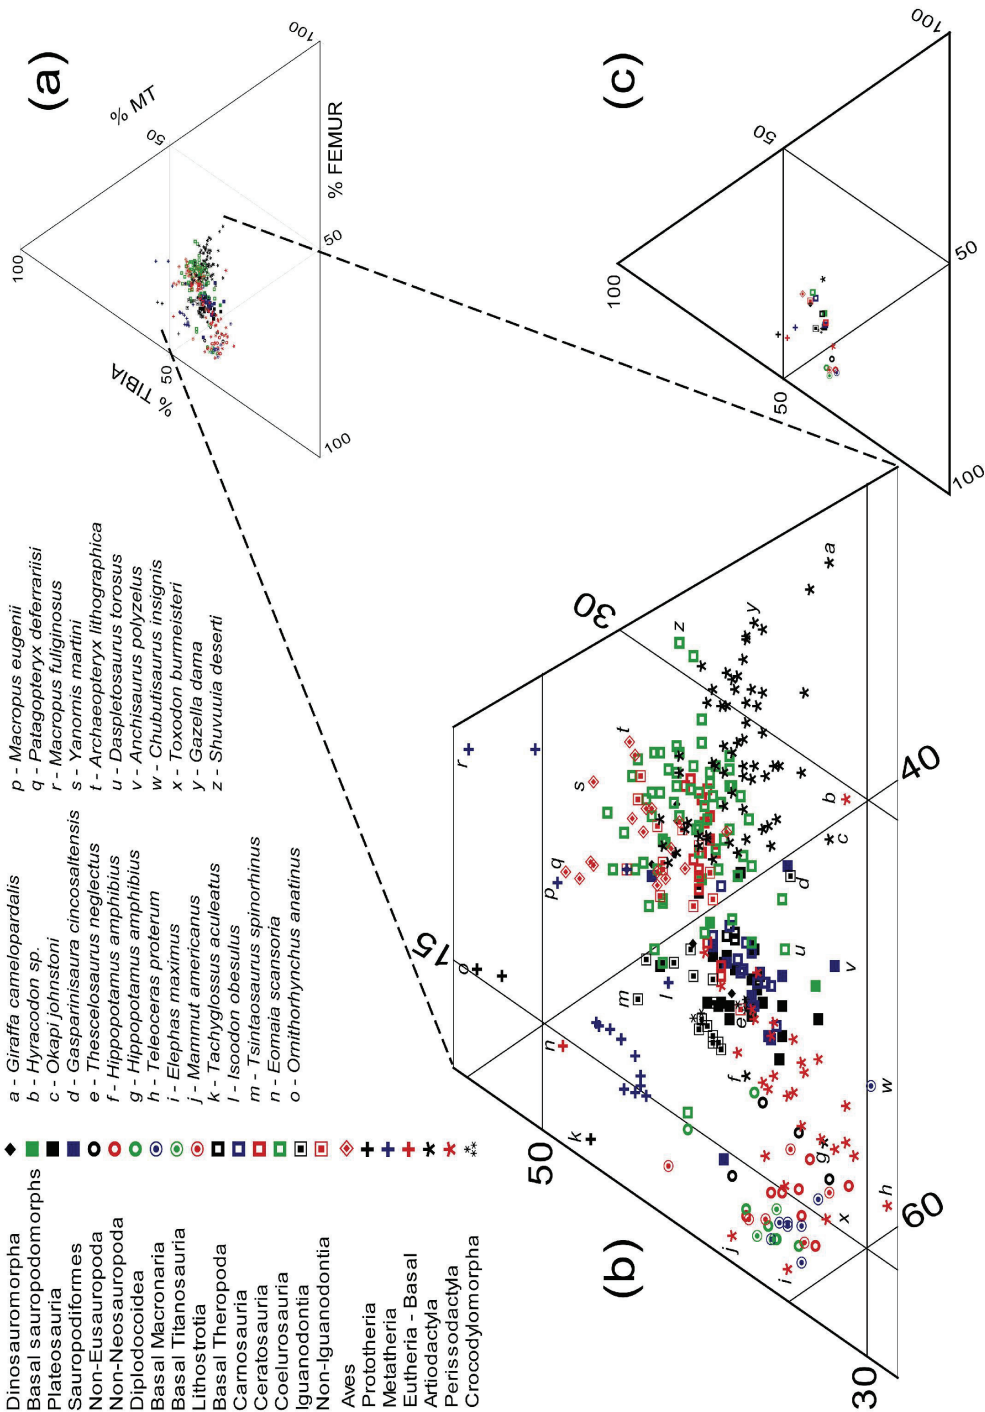 Dinosauromorpha
Basal sauropodomorphs
Plateosauria
Sauropodiformes
Non-Eusauropoda
Non-Neosauropoda
Diplodocoidea
Basal Macronaria
Basal Titanosauria
Lithostrotia
Basal Theropoda
Carnosauria
Ceratosauria
Coelurosauria
Iguanodontia
Non-Iguanodontia
Aves
Prototheria
Metatheria
Eutheria - Basal
Artiodactyla
Perissodactyla
Crocodylomorpha
a - Giraffa camelopardalis
b - Hyracodon sp.
c - Okapi johnstoni
d - Gasparinisaura cincosaltensis
e - Thescelosaurus neglectus
f - Hippopotamus amphibius
g - Hippopotamus amphibius
h - Teleoceras proterum
i - Elephas maximus
j - Mammut americanus
k - Tachyglossus aculeatus
l - Isoodon obesulus
m - Tsintaosaurus spinorhinus
n - Eomaia scansoria
o - Ornithorhynchus anatinus
p - Macropus eugenii
q - Patagopteryx deferrariisi
r - Macropus fuliginosus
s - Yanornis martini
t - Archaeopteryx lithographica
u - Daspletosaurus torosus
v - Anchisaurus polyzelus
w - Chubutisaurus insignis
x - Toxodon burmeisteri
y - Gazella dama
z - Shuvuuia deserti
(a)
100
50
% TIBIA
% MT
50
100
50
% FEMUR
100
(b)
15
30
50
30
40
60
a
b
c
d
e
f
g
h
i
j
k
l
m
n
o
p
q
r
s
t
u
v
w
x
y
z
(c)
100
50
50
100
50
100